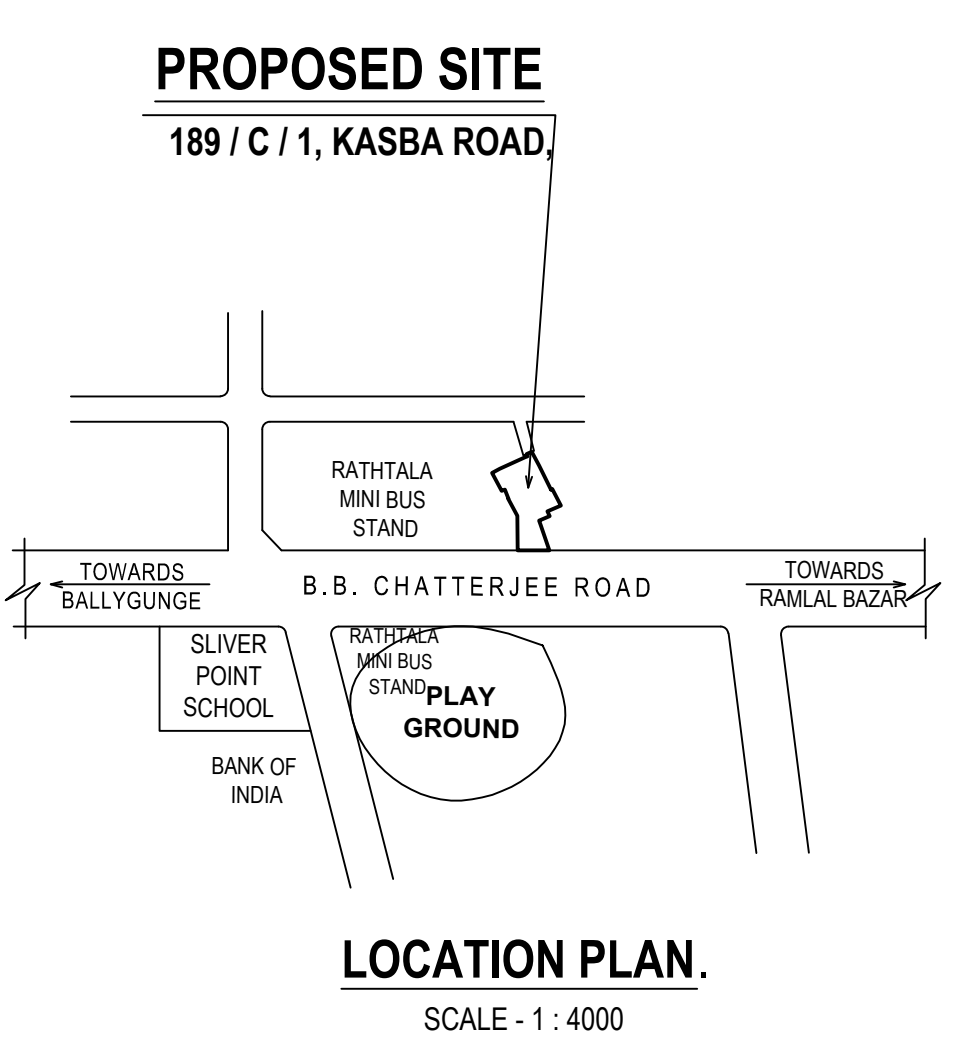 PROPOSED SITE
189 / C / 1, KASBA ROAD,
RATHTALA
MINI BUS
STAND
TOWARDS
BALLYGUNGE
B.B. CHATTERJEE ROAD
TOWARDS
RAMLAL BAZAR
SLIVER
POINT
SCHOOL
RATHTALA
MINI BUS
STAND
PLAY
GROUND
BANK OF
INDIA
LOCATION PLAN.
SCALE - 1 : 4000